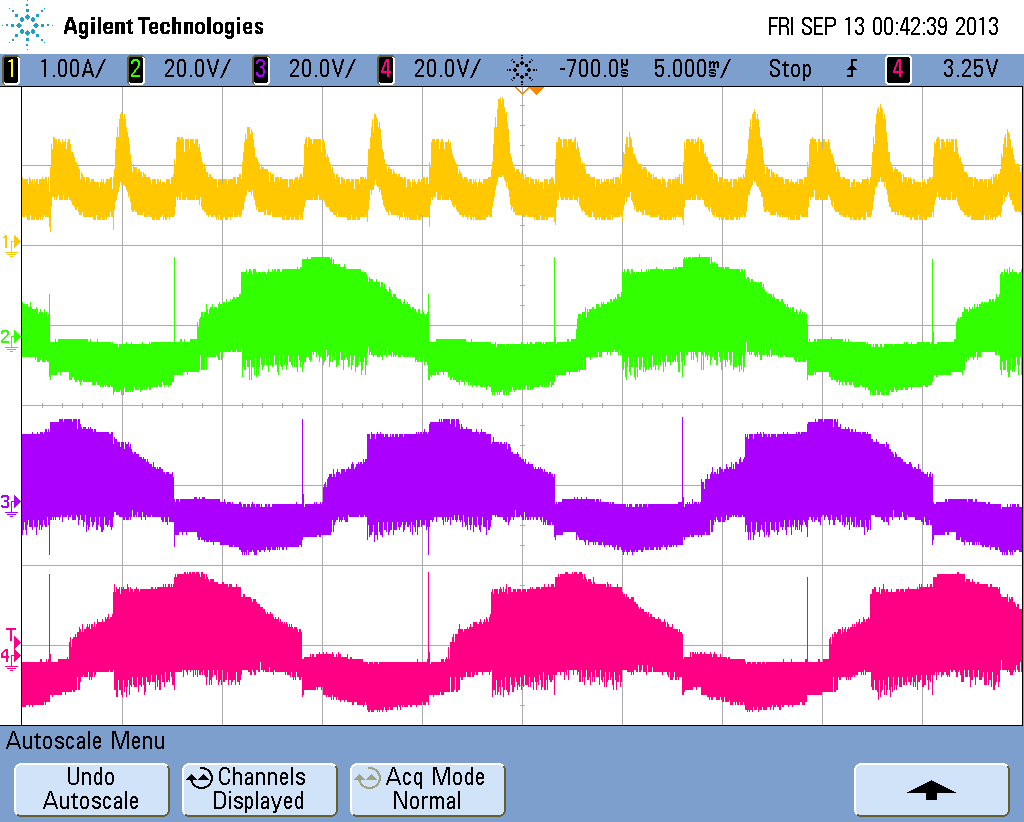 Agilent Technologies
FRI SEP 13 00:42:39 2013
1 1.00A/ 2 20.0V/ 3 20.0V/ 4 20.0V/ -700.0µs 5.000ms/ Stop 4 3.25V
1
2
3
T
4
Autoscale Menu
Undo Autoscale
Channels Displayed
Acq Mode Normal